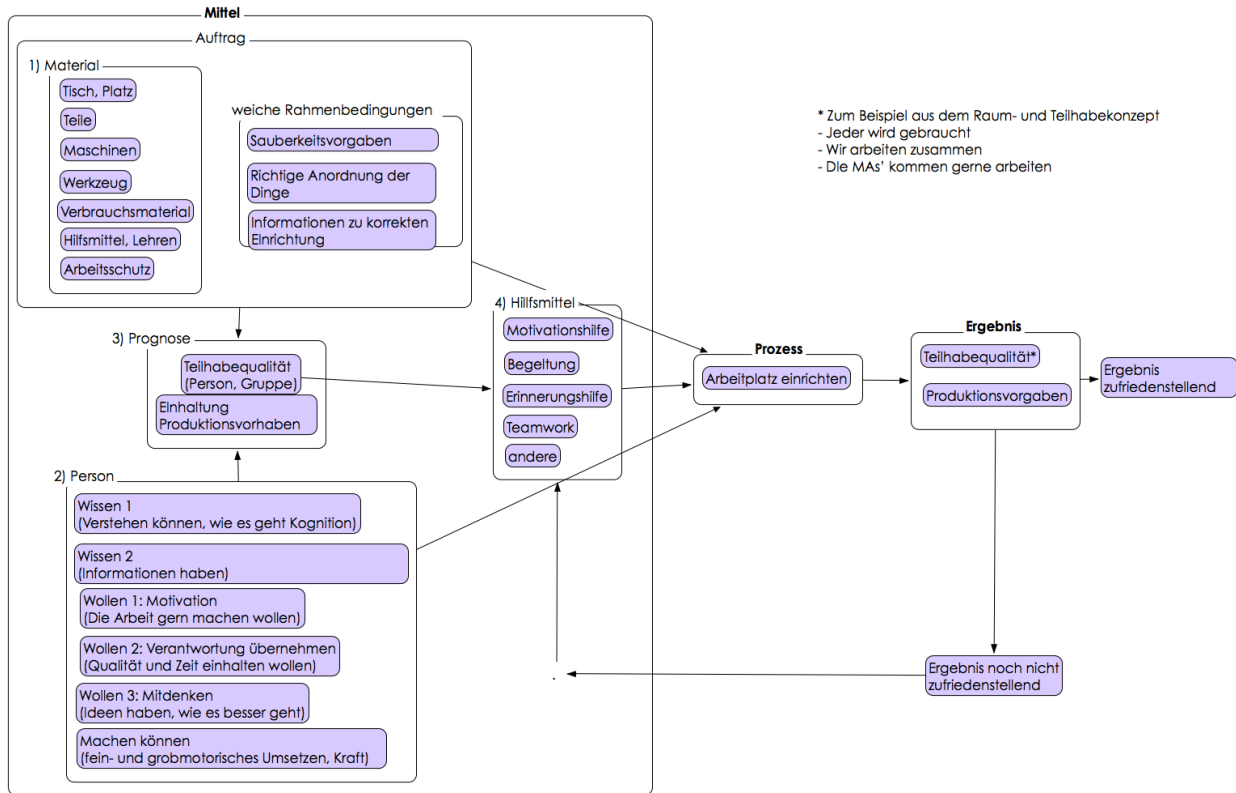 Mittel
Auftrag
1) Material
Tisch, Platz
Teile
Maschinen
Werkzeug
Verbrauchsmaterial
Hilfsmittel, Lehren
Arbeitsschutz
weiche Rahmenbedingungen
Sauberkeitsvorgaben
Richtige Anordnung der
Dinge
Informationen zu korrekten
EInrichtung
* Zum Beispiel aus dem Raum- und Teilhabekonzept
- Jeder wird gebraucht
- Wir arbeiten zusammen
- DIe MAs' kommen gerne arbeiten
3) Prognose
Teilhabequalität
(Person, Gruppe)
EInhaltung
Produktionsvorhaben
4) Hillfsmittel
Motivationshilfe
Begeltung
Erinnerungshilfe
Teamwork
andere
Prozess
Arbeitplatz einrichten
Ergebnis
Teilhabequalität*
Produktionsvorgaben
Ergebnis
zufriedenstellend
2) Person
Wissen 1
(Verstehen können, wie es geht Kognition)
Wissen 2
(Informationen haben)
Wollen 1: Motivation
(Die Arbeit gern machen wollen)
Wollen 2: Verantwortung übernehmen
(Qualität und Zeit einhalten wollen)
Wollen 3: Mitdenken
(Ideen haben, wie es besser geht)
Machen können
(fein- und grobmotorisches Umsetzen, Kraft)
Ergebnis noch nicht
zufriedenstellend
.